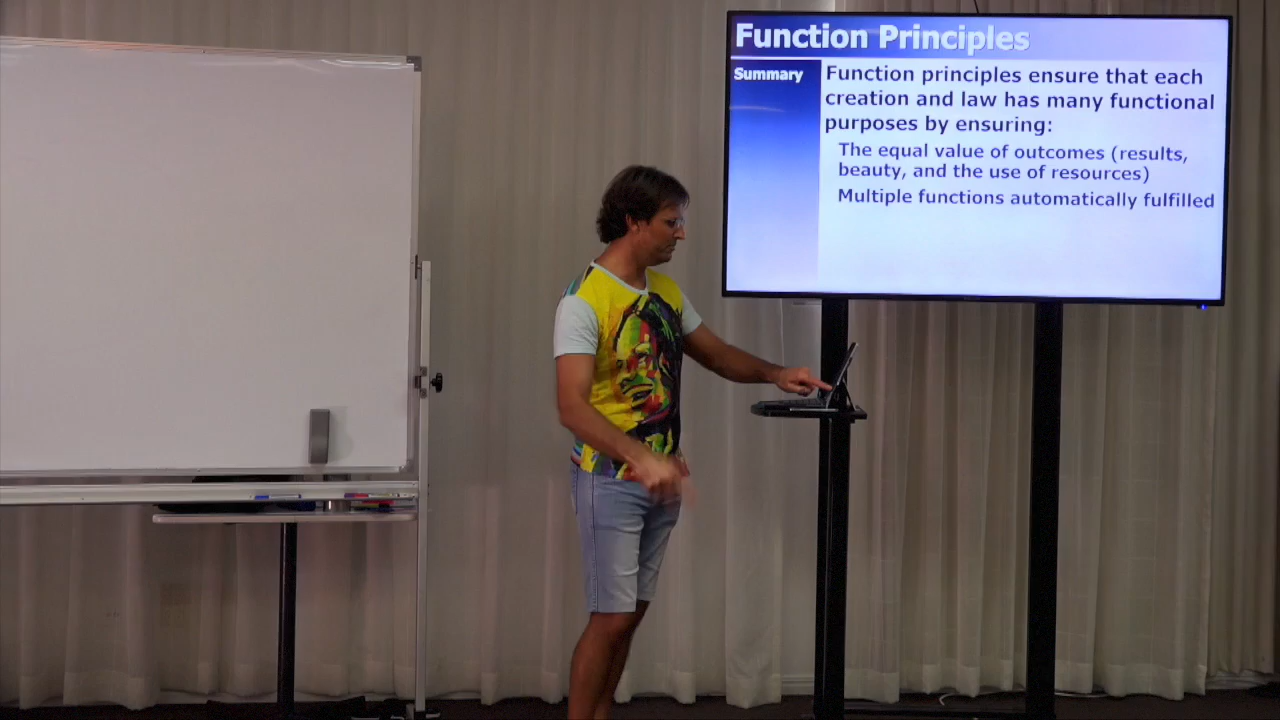 Function Principles
Summary
Function principles ensure that each
creation and law has many functional
purposes by ensuring:
The equal value of outcomes (results,
beauty, and the use of resources)
Multiple functions automatically fulfilled